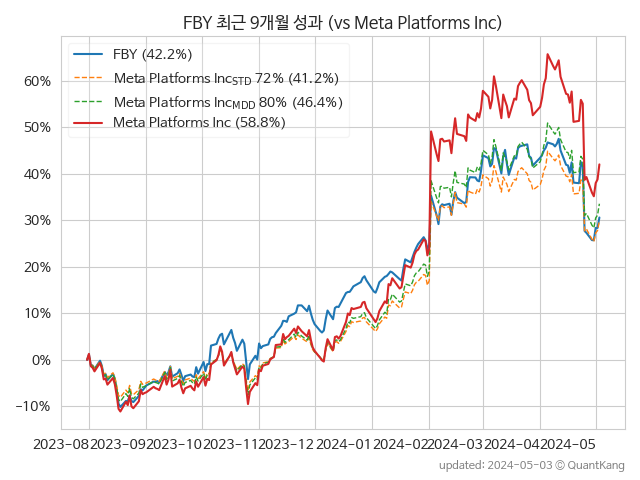 FBY 최근 9개월 성과 (vs Meta Platforms Inc)
FBY (42.2%)
Meta Platforms IncSTD 72% (41.2%)
Meta Platforms IncMDD 80% (46.4%)
Meta Platforms Inc (58.8%)
60%
50%
40%
30%
20%
10%
0%
−10%
2023−08 2023−09 2023−10 2023−11 2023−12 2024−01 2024−02 2024−03 2024−04 2024−05
updated: 2024-05-03 © QuantKang